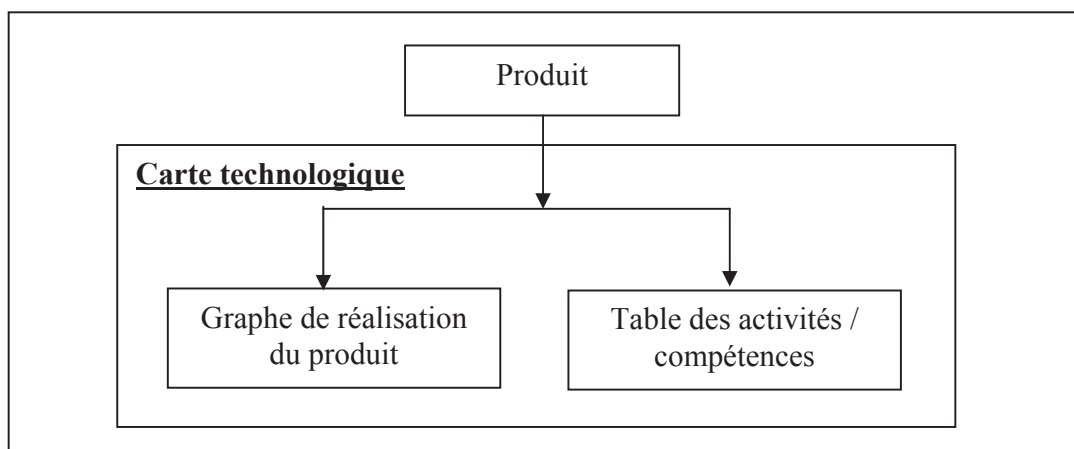 Produit
Carte technologique
Graphe de réalisation
du produit
Table des activités /
compétences